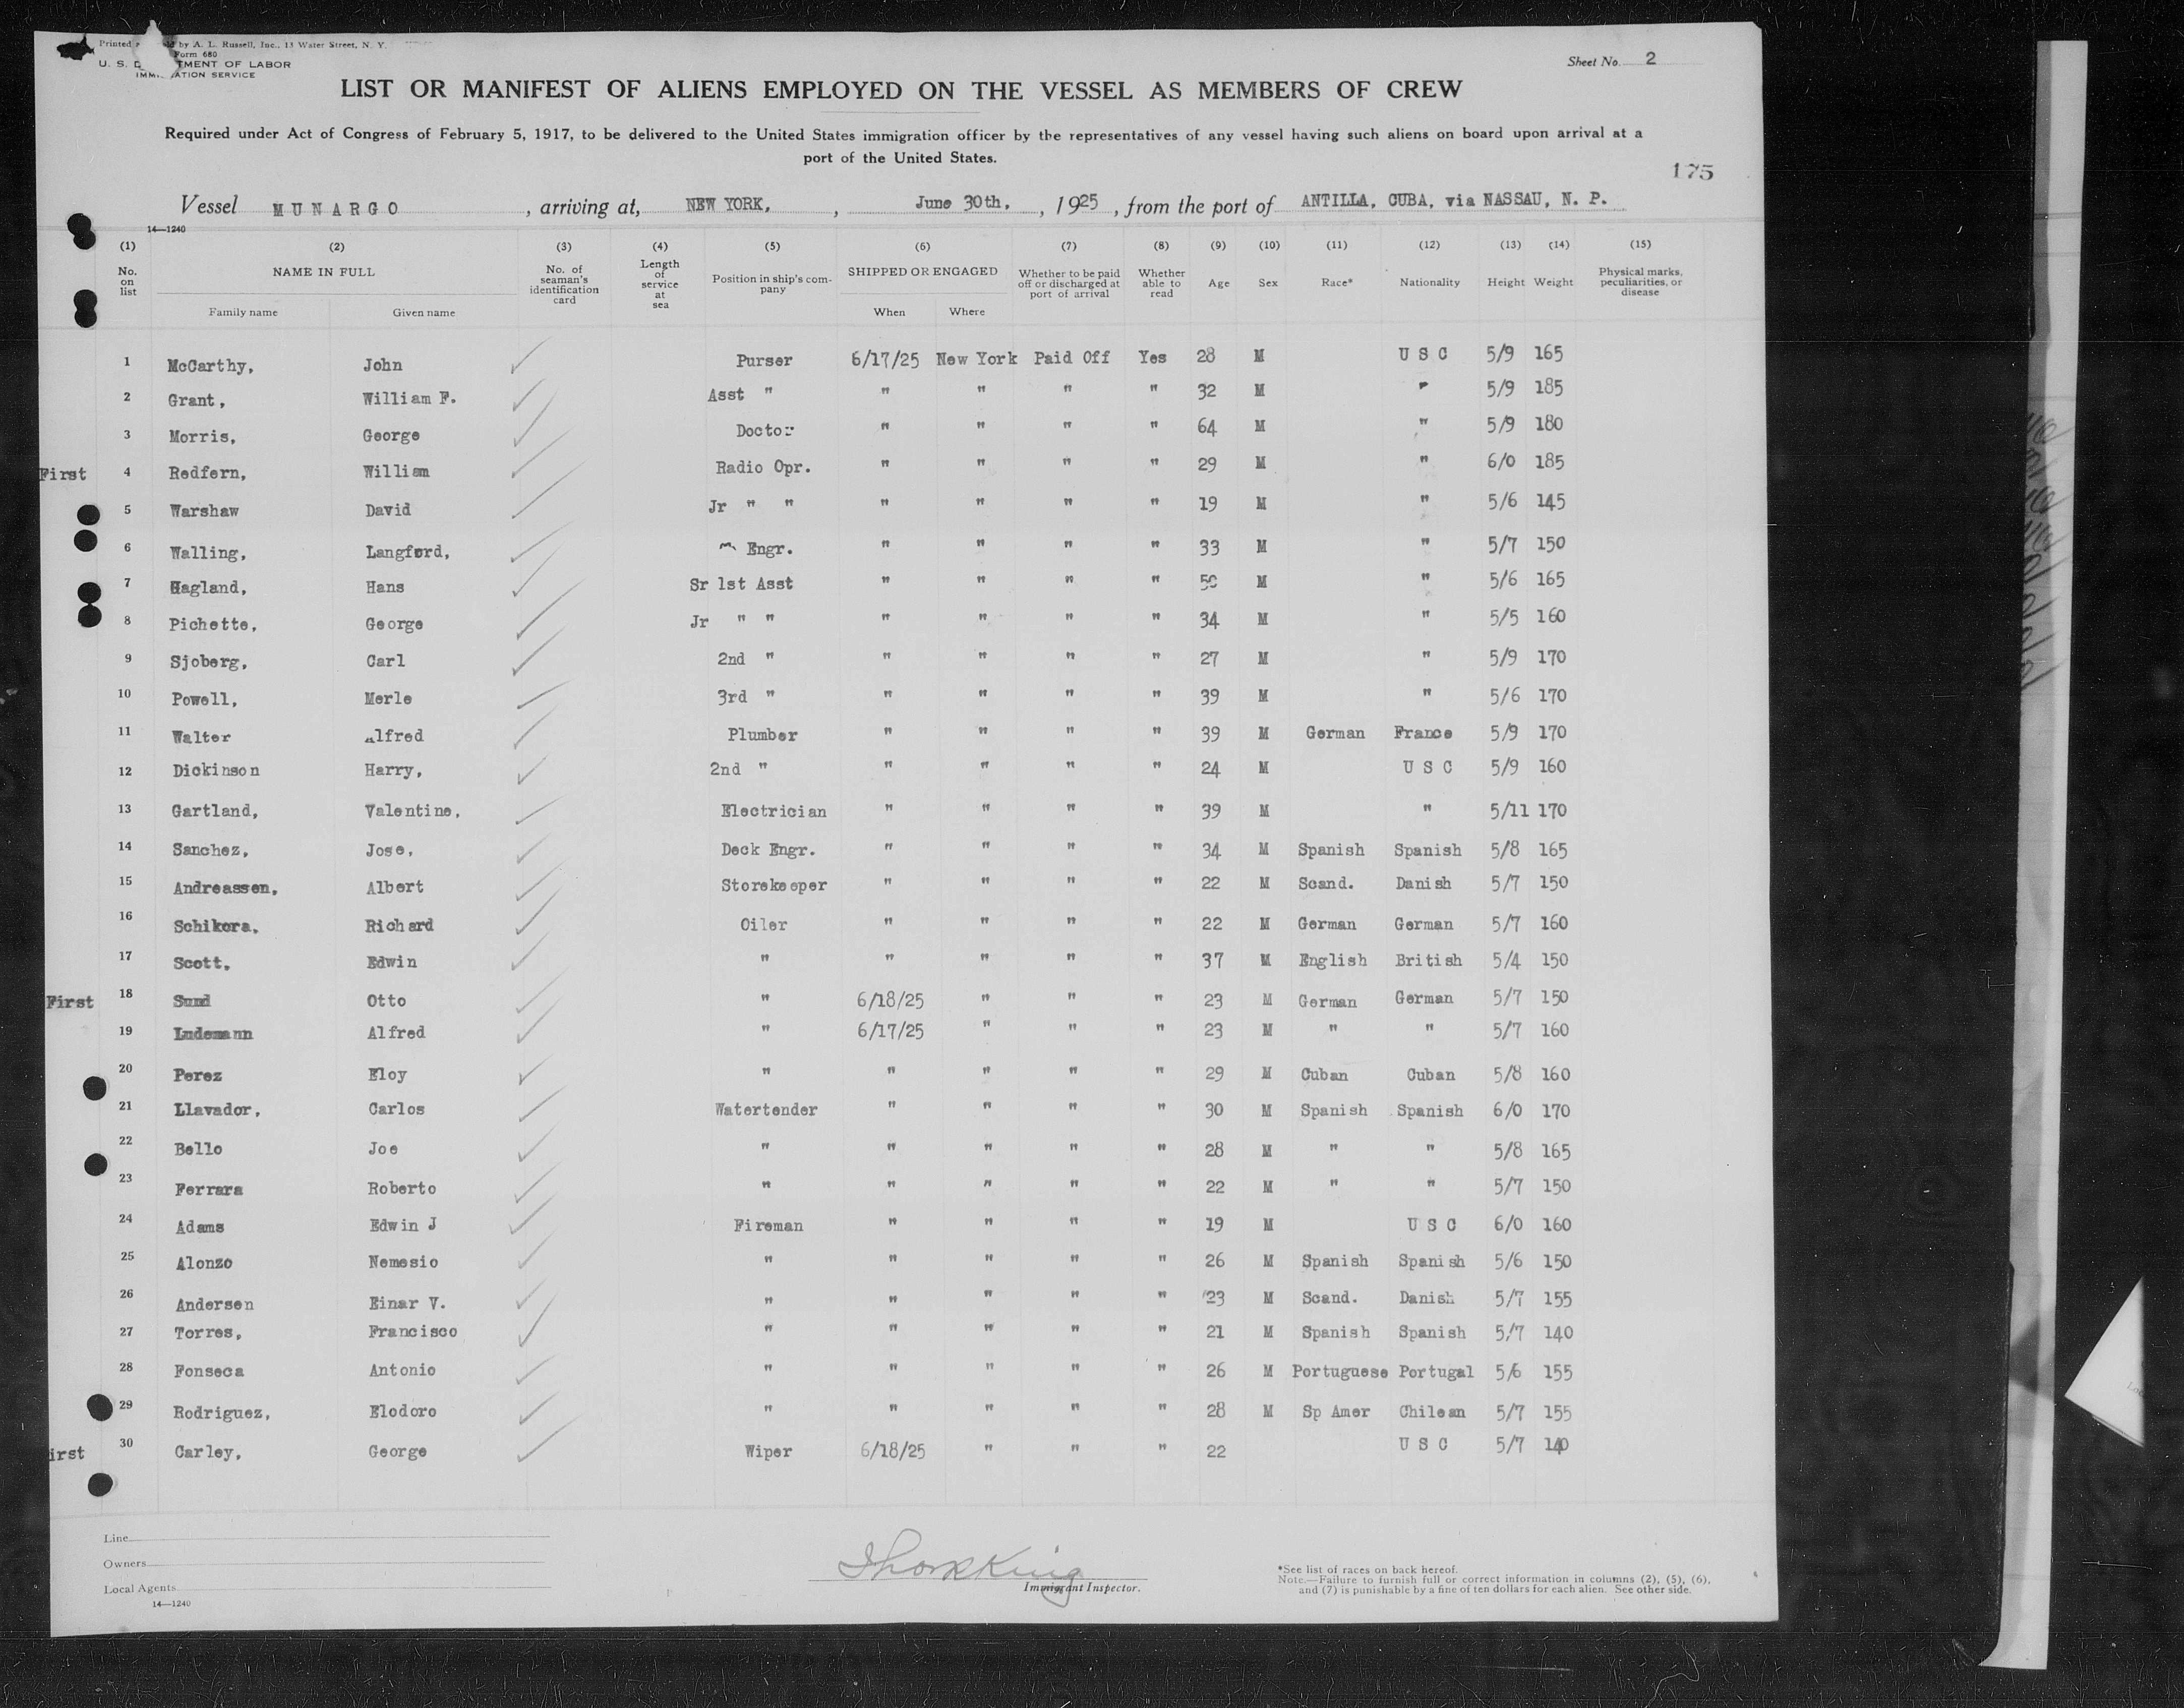 Printed by A. L. Russell, Inc., 13 Water Street, N. Y.
Form 680
U. S. D TMENT OF LABOR
IMM ATION SERVICE
Sheet No. 2
LIST OR MANIFEST OF ALIENS EMPLOYED ON THE VESSEL AS MEMBERS OF CREW
Required under Act of Congress of February 5, 1917, to be delivered to the United States immigration officer by the representatives of any vessel having such aliens on board upon arrival at a
port of the United States.
175
Vessel MUNARGO, arriving at, NEW YORK, , June 30th, , 1925, from the port of ANTILLA, CUBA, via NASSAU, N. P.
14—1240
(1) (2) (3) (4) (5) (6) (7) (8) (9) (10) (11) (12) (13) (14) (15)
No. on list NAME IN FULL Family name Given name No. of seaman's identification card Length of service at sea Position in ship's company SHIPPED OR ENGAGED When Where Whether to be paid off or discharged at port of arrival Whether able to read Age Sex Race* Nationality Height Weight Physical marks, peculiarities, or disease
1 McCarthy, John Purser 6/17/25 New York Paid Off Yes 28 M U S C 5/9 165
2 Grant, William F. Asst " " " " " 32 M " 5/9 185
3 Morris, George Doctor " " " " 64 M " 5/9 180
First 4 Redfern, William Radio Opr. " " " " 29 M " 6/0 185
5 Warshaw David Jr " " " " " " 19 M " 5/6 145
6 Walling, Langford, Engr. " " " " 33 M " 5/7 150
7 Hagland, Hans Sr 1st Asst " " " " 50 M " 5/6 165
8 Pichette, George Jr " " " " " " 34 M " 5/5 160
9 Sjoberg, Carl 2nd " " " " " 27 M " 5/9 170
10 Powell, Merle 3rd " " " " " 39 M " 5/6 170
11 Walter Alfred Plumber " " " " 39 M German France 5/9 170
12 Dickinson Harry, 2nd " " " " " 24 M U S C 5/9 160
13 Gartland, Valentine, Electrician " " " " 39 M " 5/11 170
14 Sanchez, Jose, Deck Engr. " " " " 34 M Spanish Spanish 5/8 165
15 Andreassen, Albert Storekeeper " " " " 22 M Scand. Danish 5/7 150
16 Schikora, Richard Oiler " " " " 22 M German German 5/7 160
17 Scott, Edwin " " " " " 37 M English British 5/4 150
First 18 Sund Otto " 6/18/25 " " " 23 M German German 5/7 150
19 Ludemann Alfred " 6/17/25 " " " 23 M " " 5/7 160
20 Perez Eloy " " " " " 29 M Cuban Cuban 5/8 160
21 Llavador, Carlos Watertender " " " " 30 M Spanish Spanish 6/0 170
22 Bello Joe " " " " " 28 M " " 5/8 165
23 Ferrara Roberto " " " " " 22 M " " 5/7 150
24 Adams Edwin J Fireman " " " " 19 M U S C 6/0 160
25 Alonzo Nemesio " " " " " 26 M Spanish Spanish 5/6 150
26 Andersen Einar V. " " " " " 23 M Scand. Danish 5/7 155
27 Torres, Francisco " " " " " 21 M Spanish Spanish 5/7 140
28 Fonseca Antonio " " " " " 26 M Portuguese Portugal 5/6 155
29 Rodriguez, Elodoro " " " " " 28 M Sp Amer Chilean 5/7 155
irst 30 Carley, George Wiper 6/18/25 " " " 22 U S C 5/7 140
Line
Owners
Local Agents
14—1240
Immigrant Inspector.
*See list of races on back hereof.
Note.—Failure to furnish full or correct information in columns (2), (5), (6),
and (7) is punishable by a fine of ten dollars for each alien. See other side.